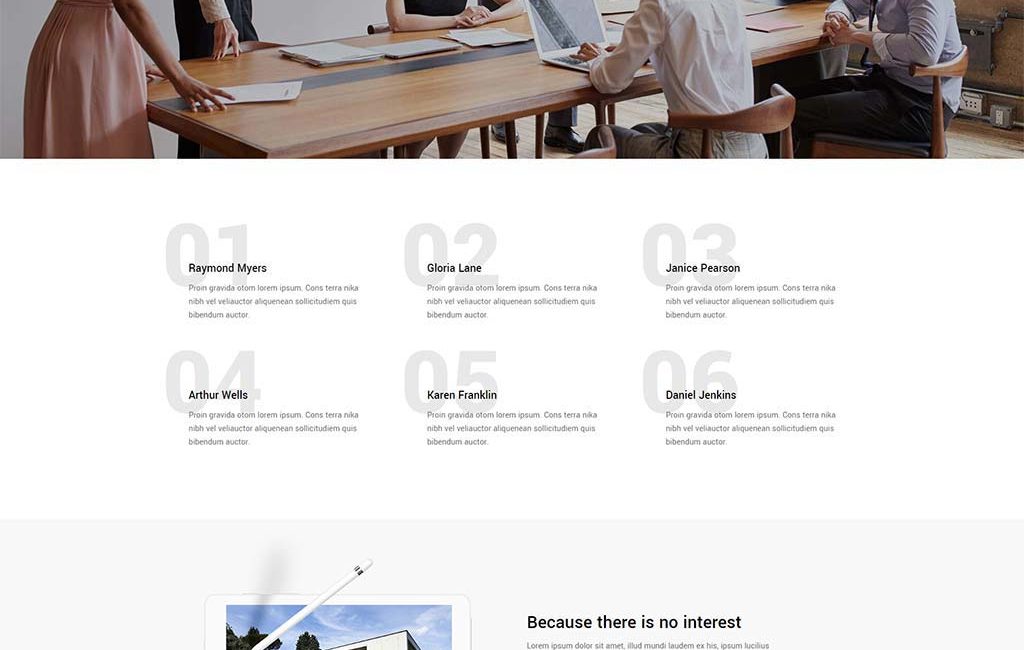 01
Raymond Myers
Proin gravida otom lorem ipsum. Cons terra nika
nibh vel veliauctor aliquenean sollicitudiem quis
bibendum auctor.
02
Gloria Lane
Proin gravida otom lorem ipsum. Cons terra nika
nibh vel veliauctor aliquenean sollicitudiem quis
bibendum auctor.
03
Janice Pearson
Proin gravida otom lorem ipsum. Cons terra nika
nibh vel veliauctor aliquenean sollicitudiem quis
bibendum auctor.
04
Arthur Wells
Proin gravida otom lorem ipsum. Cons terra nika
nibh vel veliauctor aliquenean sollicitudiem quis
bibendum auctor.
05
Karen Franklin
Proin gravida otom lorem ipsum. Cons terra nika
nibh vel veliauctor aliquenean sollicitudiem quis
bibendum auctor.
06
Daniel Jenkins
Proin gravida otom lorem ipsum. Cons terra nika
nibh vel veliauctor aliquenean sollicitudiem quis
bibendum auctor.
Because there is no interest
Lorem ipsum dolor sit amet, illud mundi laudem ex his, ipsum lucilius